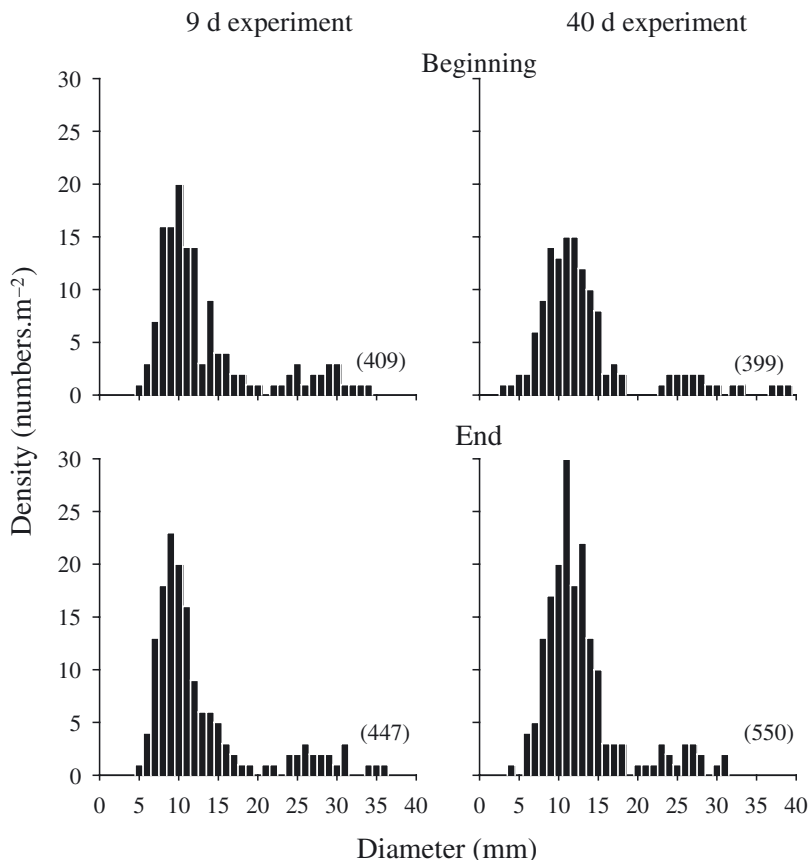 9 d experiment 40 d experiment
Beginning
30
25
20
15
10
5
0
(409) (399)
End
30
25
20
15
10
5
0
(447) (550)
0 5 10 15 20 25 30 35 40 0 5 10 15 20 25 30 35 40
Diameter (mm)
Density (numbers.m⁻²)